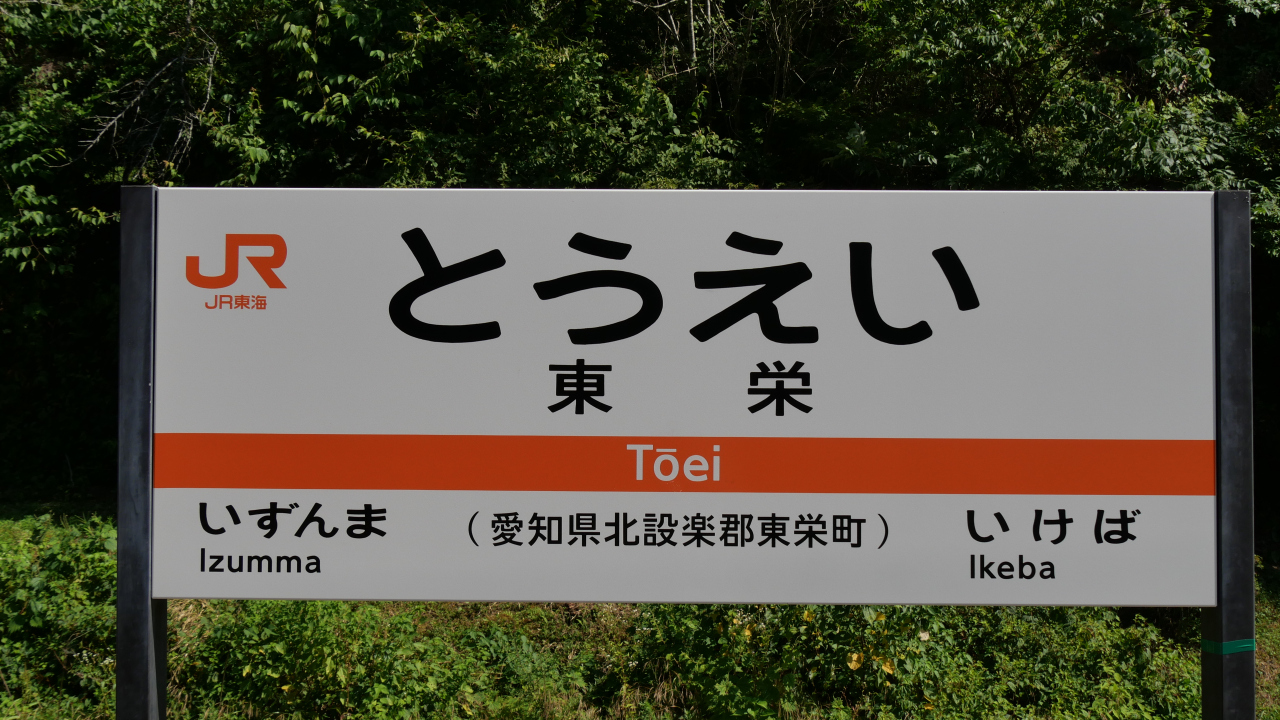 JR
JR東海
とうえい
東栄
Tōei
いずんま
Izumma
(愛知県北設楽郡東栄町)
いけば
Ikeba